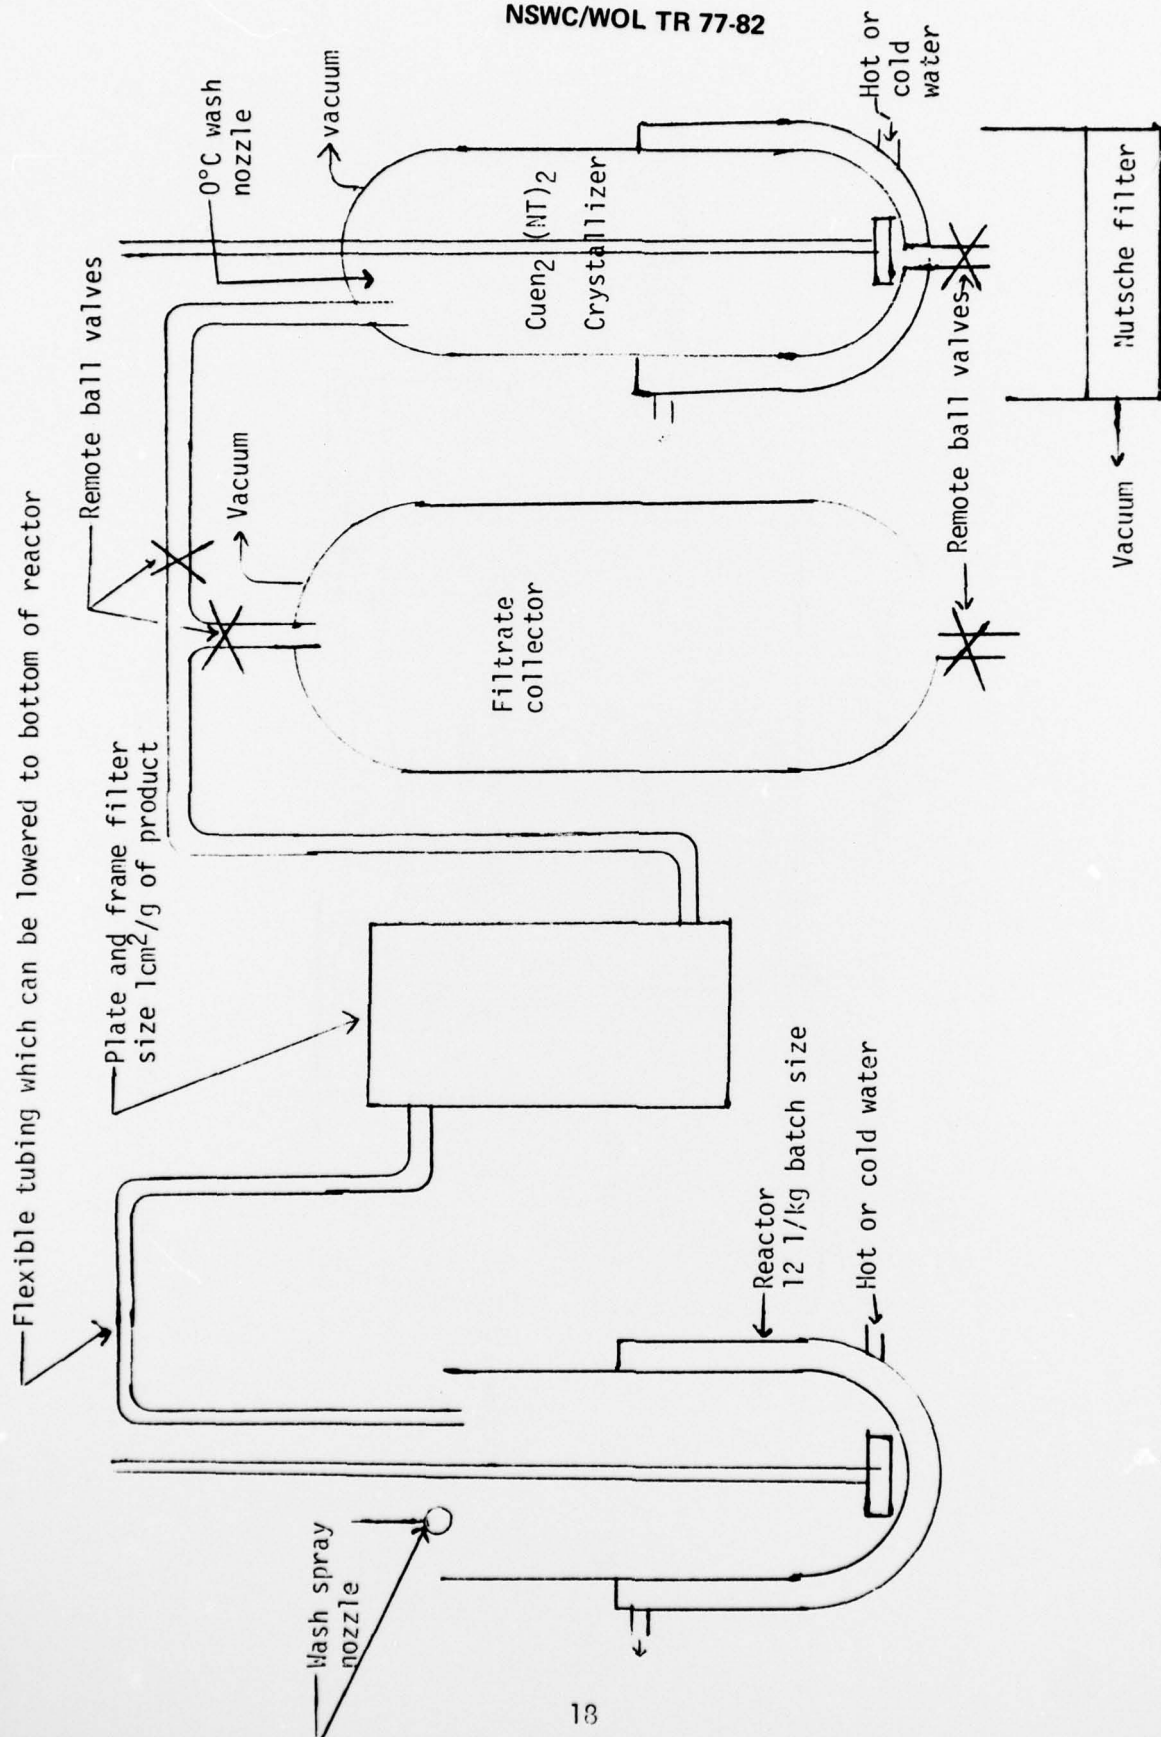 NSWC/WOL TR 77-82
Flexible tubing which can be lowered to bottom of reactor
Plate and frame filter
size 1cm²/g of product
Remote ball valves
0°C wash
nozzle
vacuum
Vacuum
Hot or
cold
water
Cuen₂ (NT)₂
Crystallizer
Filtrate
collector
Remote ball valves
Nutsche filter
Vacuum
Reactor
12 l/kg batch size
Hot or cold water
Wash spray
nozzle
18